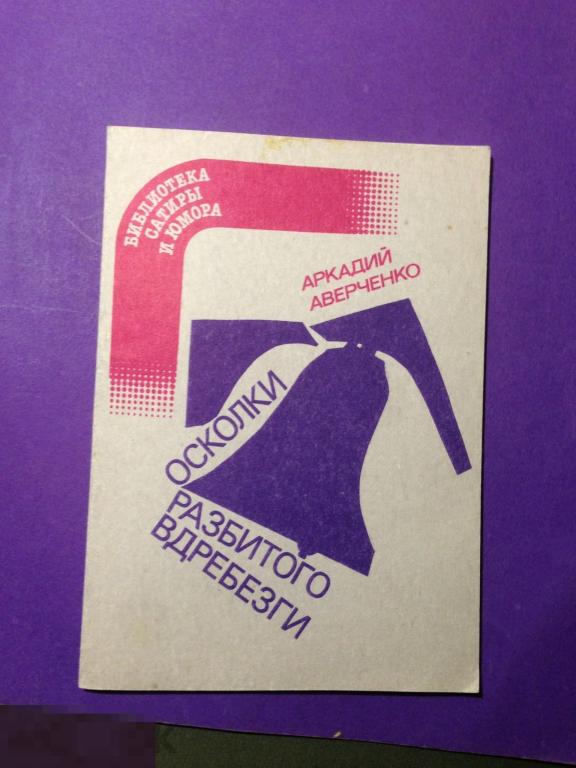 БИБЛИОТЕКА
САТИРЫ
И ЮМОРА
АРКАДИЙ
АВЕРЧЕНКО
ОСКОЛКИ
РАЗБИТОГО
ВДРЕБЕЗГИ